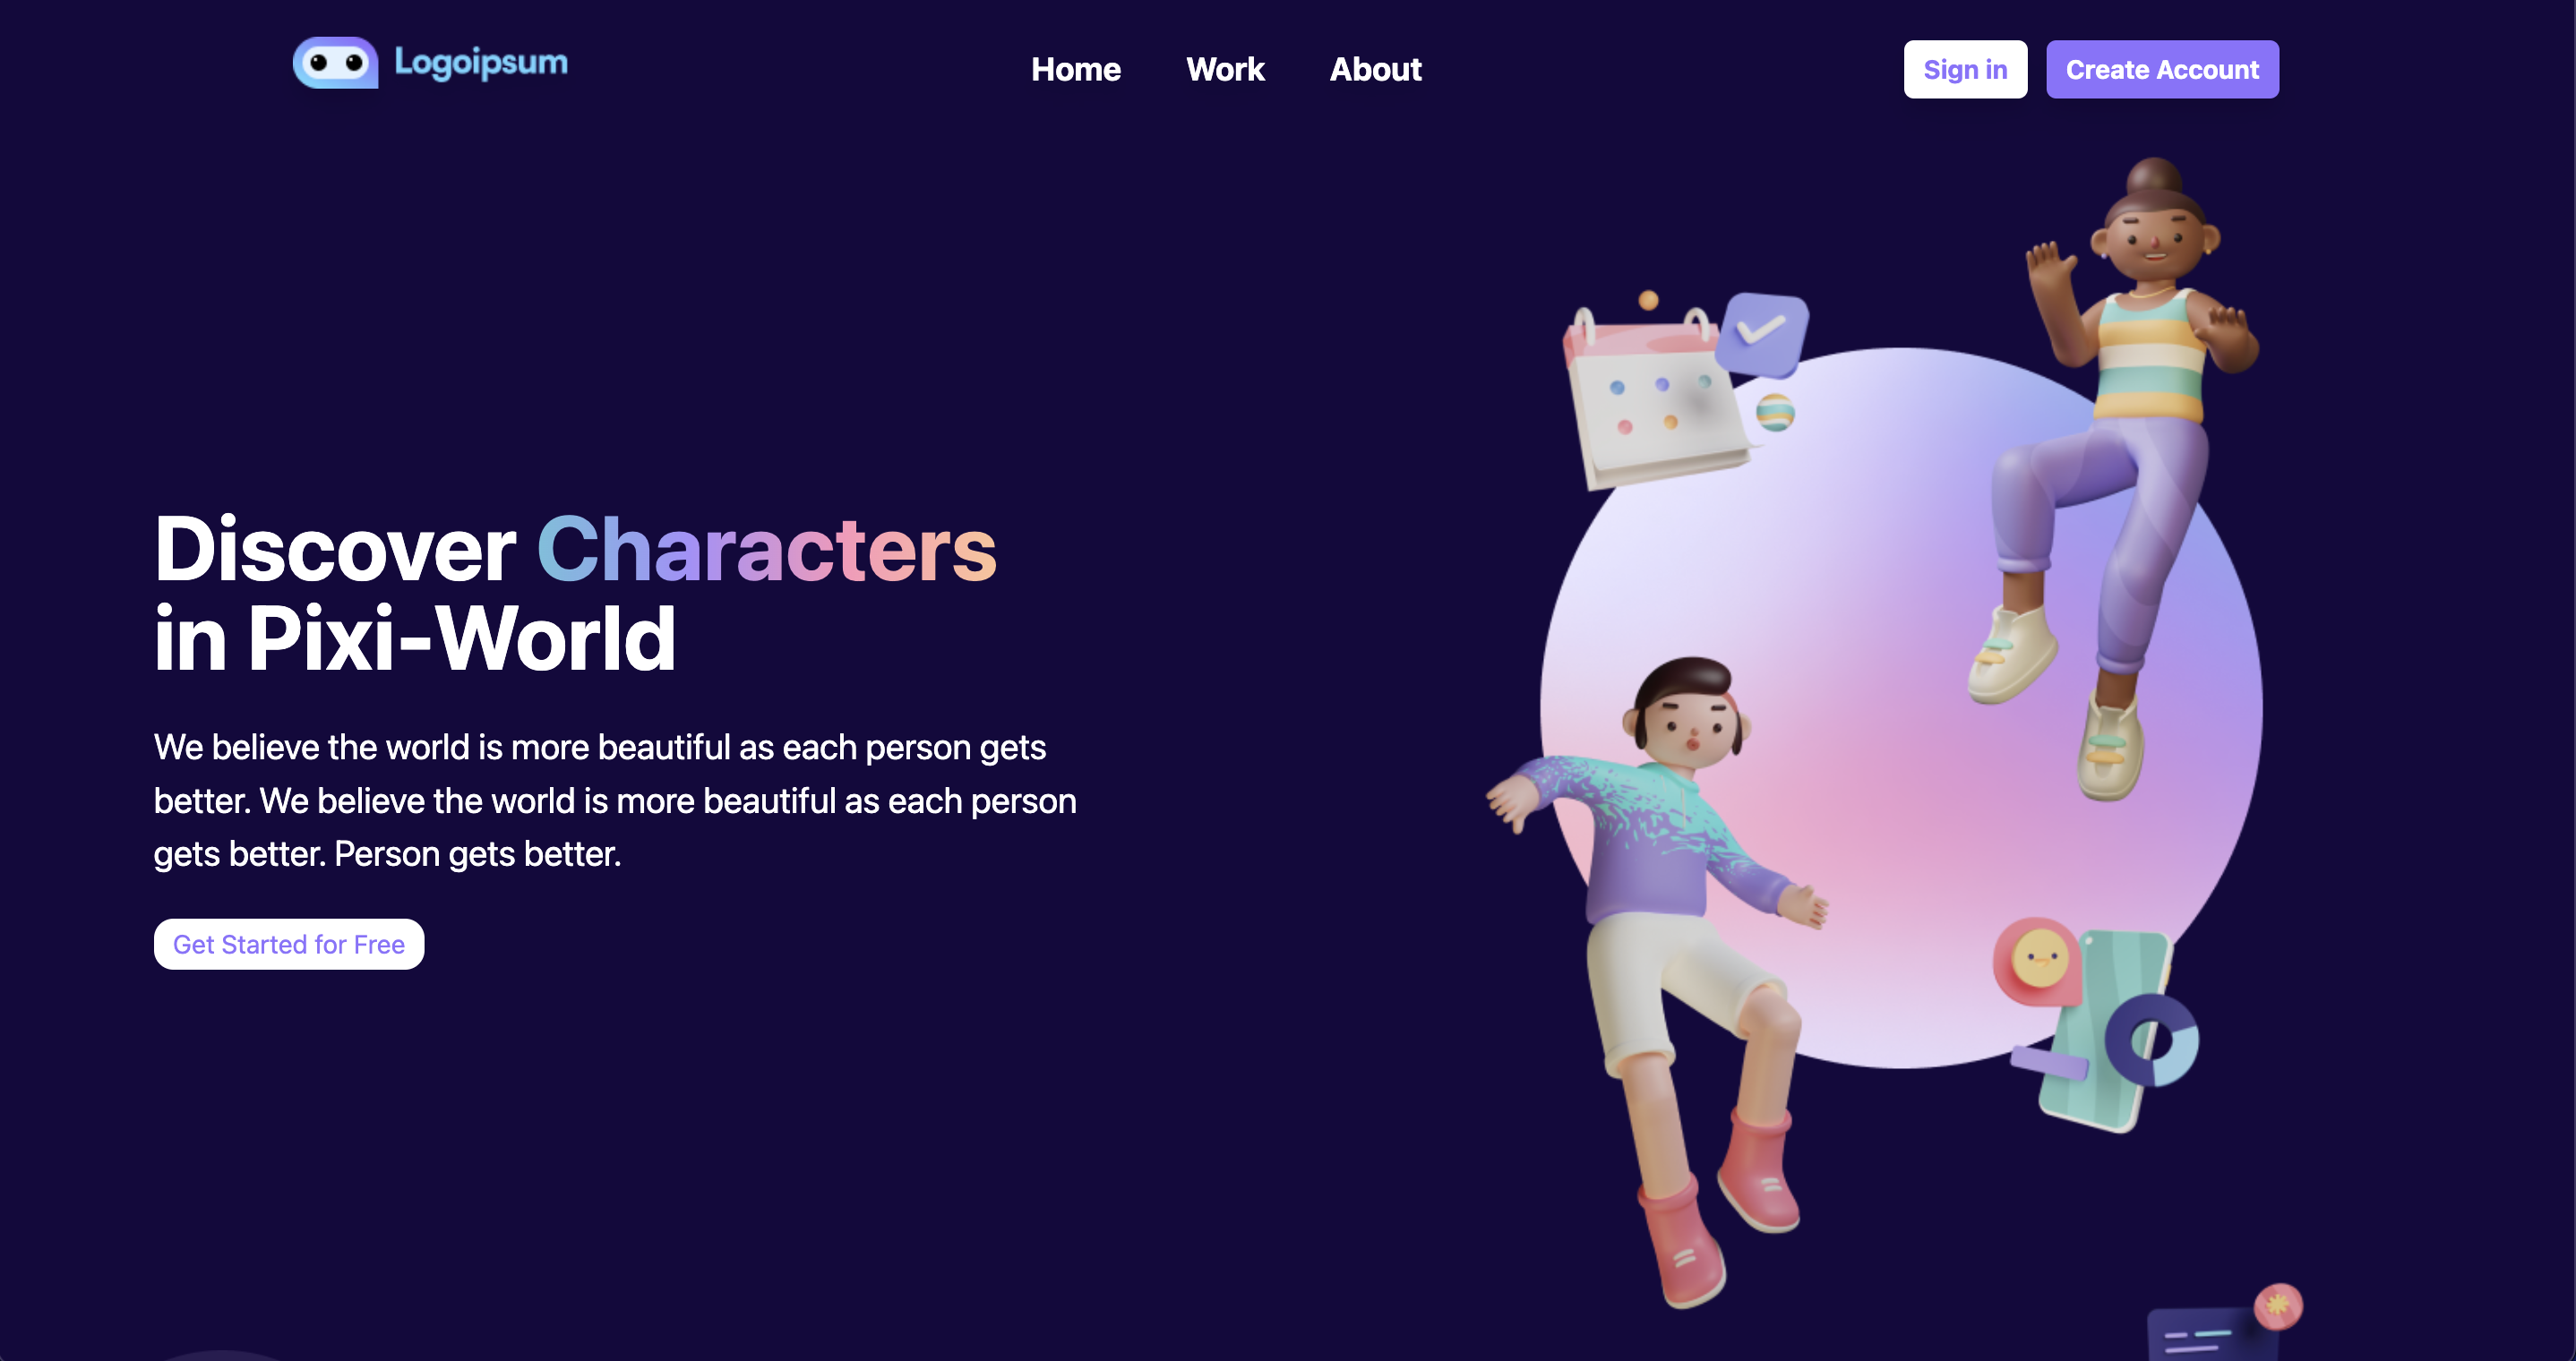 Logoipsum
Home Work About
Sign in Create Account
Discover Characters
in Pixi-World
We believe the world is more beautiful as each person gets
better. We believe the world is more beautiful as each person
gets better. Person gets better.
Get Started for Free